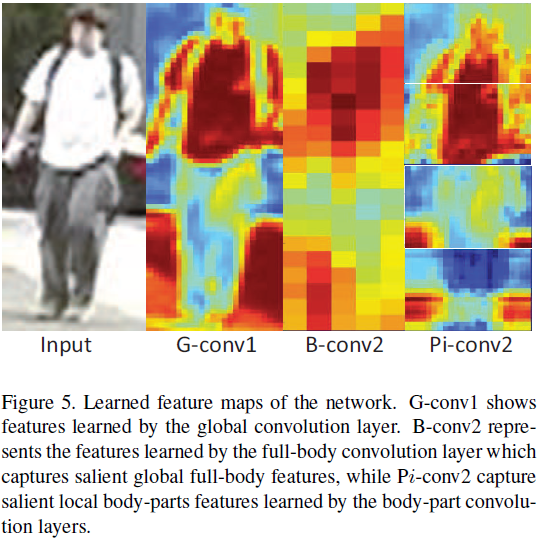 Input G-conv1 B-conv2 Pi-conv2
Figure 5. Learned feature maps of the network. G-conv1 shows
features learned by the global convolution layer. B-conv2 repre-
sents the features learned by the full-body convolution layer which
captures salient global full-body features, while Pi-conv2 capture
salient local body-parts features learned by the body-part convolu-
tion layers.